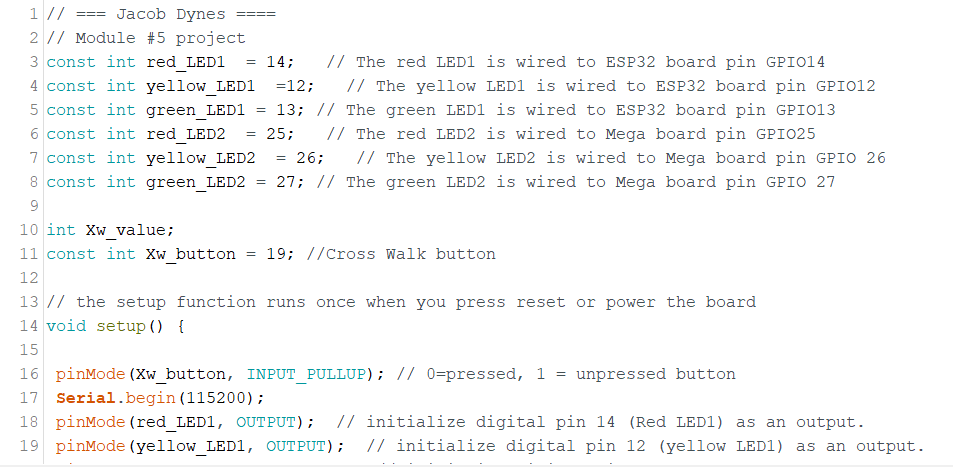 1 // === Jacob Dynes ====
2 // Module #5 project
3 const int red_LED1  = 14;   // The red LED1 is wired to ESP32 board pin GPIO14
4 const int yellow_LED1  =12;   // The yellow LED1 is wired to ESP32 board pin GPIO12
5 const int green_LED1 = 13; // The green LED1 is wired to ESP32 board pin GPIO13
6 const int red_LED2  = 25;   // The red LED2 is wired to Mega board pin GPIO25
7 const int yellow_LED2  = 26;   // The yellow LED2 is wired to Mega board pin GPIO 26
8 const int green_LED2 = 27; // The green LED2 is wired to Mega board pin GPIO 27
9
10 int Xw_value;
11 const int Xw_button = 19; //Cross Walk button
12
13 // the setup function runs once when you press reset or power the board
14 void setup() {
15
16  pinMode(Xw_button, INPUT_PULLUP); // 0=pressed, 1 = unpressed button
17  Serial.begin(115200);
18  pinMode(red_LED1, OUTPUT);  // initialize digital pin 14 (Red LED1) as an output.
19  pinMode(yellow_LED1, OUTPUT);  // initialize digital pin 12 (yellow LED1) as an output.